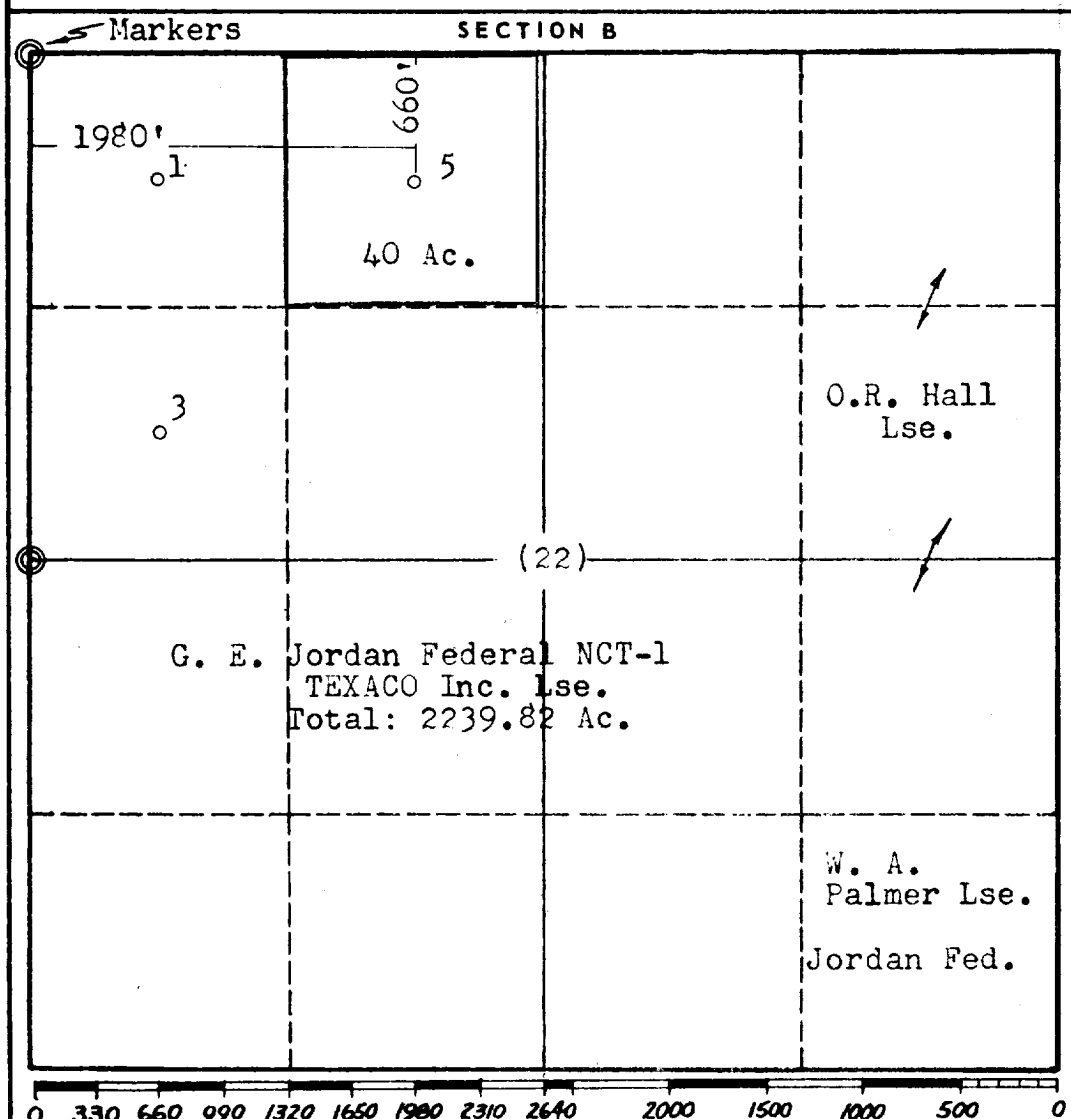 Markers
SECTION B
1980'
660'
1
5
40 Ac.
3
O.R. Hall
Lse.
(22)
G. E. Jordan Federal NCT-1
TEXACO Inc. Lse.
Total: 2239.82 Ac.
W. A.
Palmer Lse.
Jordan Fed.
0 330 660 990 1320 1650 1980 2310 2640 2000 1500 1000 500 0